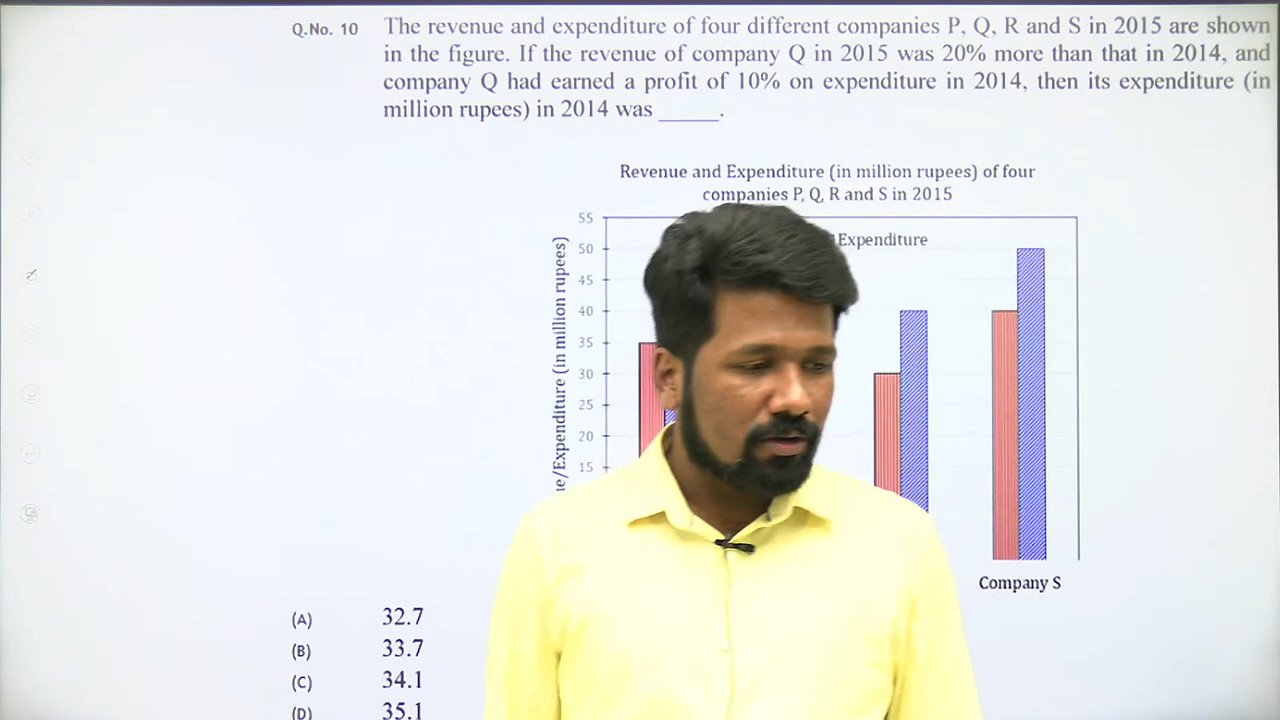 Q.No. 10 The revenue and expenditure of four different companies P, Q, R and S in 2015 are shown
in the figure. If the revenue of company Q in 2015 was 20% more than that in 2014, and
company Q had earned a profit of 10% on expenditure in 2014, then its expenditure (in
million rupees) in 2014 was _____.
Revenue and Expenditure (in million rupees) of four
companies P, Q, R and S in 2015
Expenditure
55
50
45
40
35
30
25
20
15
(in million rupees)
Company S
(A) 32.7
(B) 33.7
(C) 34.1
(D) 35.1